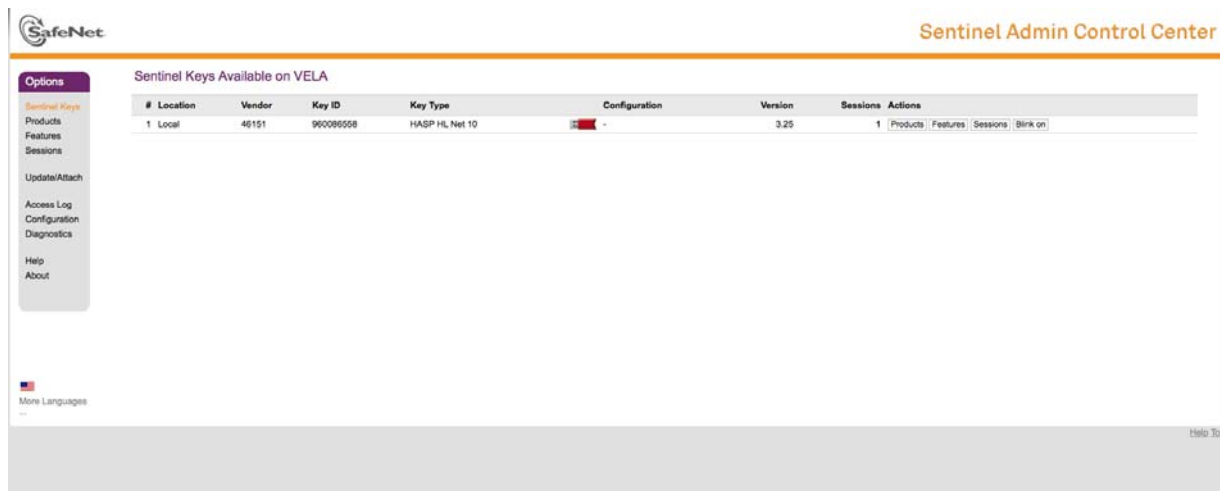 SafeNet
Sentinel Admin Control Center
Options
Sentinel Keys
Products
Features
Sessions
Update/Attach
Access Log
Configuration
Diagnostics
Help
About
More Languages
...
Sentinel Keys Available on VELA
# Location Vendor Key ID Key Type Configuration Version Sessions Actions
1 Local 46151 960086558 HASP HL Net 10 - 3.25 1 Products Features Sessions Blink on
Help To